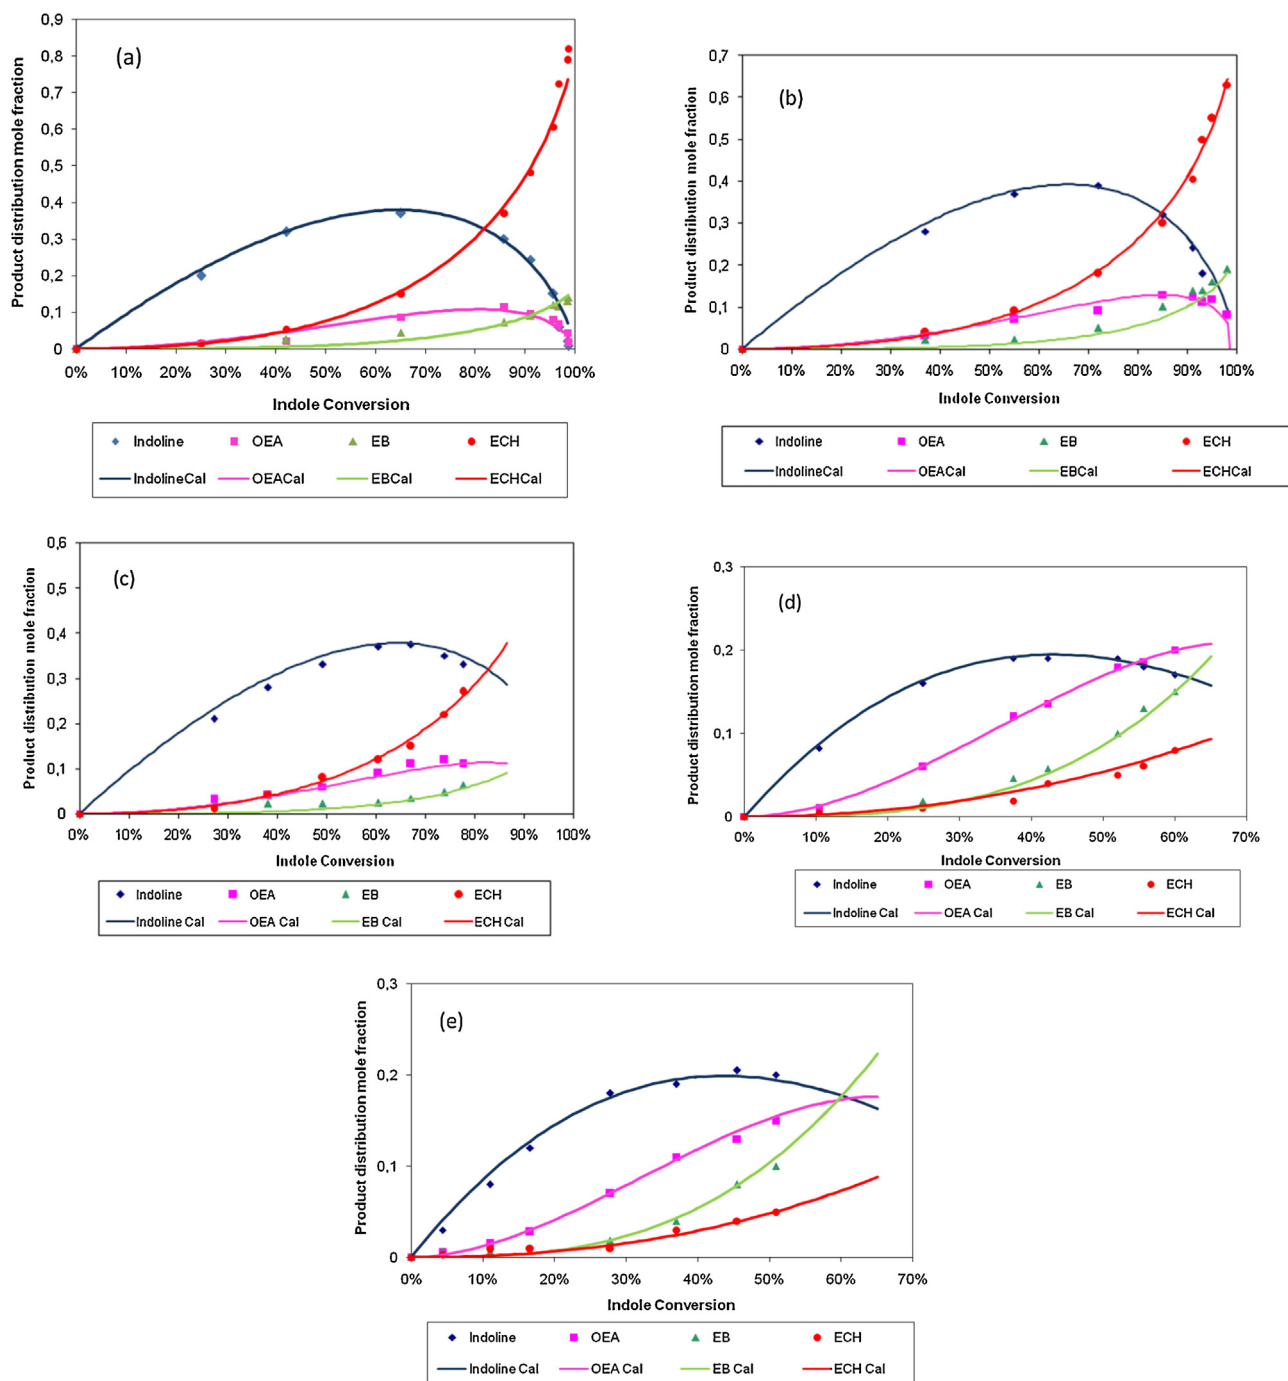 (a)
Product distribution mole fraction
0,9
0,8
0,7
0,6
0,5
0,4
0,3
0,2
0,1
0
0% 10% 20% 30% 40% 50% 60% 70% 80% 90% 100%
Indole Conversion
Indoline OEA EB ECH
IndolineCal OEACal EBCal ECHCal
(b)
Product distribution mole fraction
0,7
0,6
0,5
0,4
0,3
0,2
0,1
0
0% 10% 20% 30% 40% 50% 60% 70% 80% 90% 100%
Indole Conversion
Indoline OEA EB ECH
IndolineCal OEACal EBCal ECHCal
(c)
Product distribution mole fraction
0,6
0,5
0,4
0,3
0,2
0,1
0
0% 10% 20% 30% 40% 50% 60% 70% 80% 90% 100%
Indole Conversion
Indoline OEA EB ECH
Indoline Cal OEA Cal EB Cal ECH Cal
(d)
Product distribution mole fraction
0,3
0,2
0,1
0
0% 10% 20% 30% 40% 50% 60% 70%
Indole Conversion
Indoline OEA EB ECH
Indoline Cal OEA Cal EB Cal ECH Cal
(e)
Product distribution mole fraction
0,3
0,2
0,1
0
0% 10% 20% 30% 40% 50% 60% 70%
Indole Conversion
Indoline OEA EB ECH
Indoline Cal OEA Cal EB Cal ECH Cal